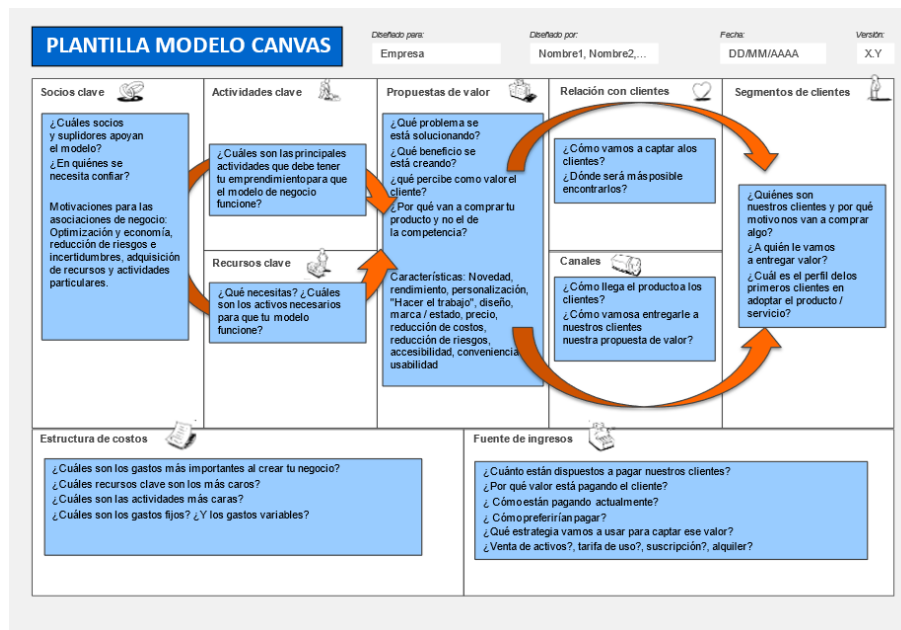 PLANTILLA MODELO CANVAS
Diseñado para:
Empresa
Diseñado por:
Nombre1, Nombre2,...
Fecha:
DD/MM/AAAA
Versión:
X.Y
Socios clave
¿Cuáles socios
y suplidores apoyan
el modelo?
¿En quiénes se
necesita confiar?
Motivaciones para las
asociaciones de negocio:
Optimización y economía,
reducción de riesgos e
incertidumbres, adquisición
de recursos y actividades
particulares.
Actividades clave
¿Cuáles son las principales
actividades que debe tener
tu emprendimiento para que
el modelo de negocio
funcione?
Recursos clave
¿Qué necesitas? ¿Cuáles
son los activos necesarios
para que tu modelo
funcione?
Propuestas de valor
¿Qué problema se
está solucionando?
¿Qué beneficio se
está creando?
¿qué percibe como valor el
cliente?
¿Por qué van a comprar tu
producto y no el de
la competencia?
Características: Novedad,
rendimiento, personalización,
"Hacer el trabajo", diseño,
marca / estado, precio,
reducción de costos,
reducción de riesgos,
accesibilidad, conveniencia
usabilidad
Relación con clientes
¿Cómo vamos a captar alos
clientes?
¿Dónde será más posible
encontrarlos?
Canales
¿Cómo llega el producto a los
clientes?
¿Cómo vamosa entregarle a
nuestros clientes
nuestra propuesta de valor?
Segmentos de clientes
¿Quiénes son
nuestros clientes y por qué
motivo nos van a comprar
algo?
¿A quién le vamos
a entregar valor?
¿Cuál es el perfil delos
primeros clientes en
adoptar el producto /
servicio?
Estructura de costos
¿Cuáles son los gastos más importantes al crear tu negocio?
¿Cuáles recursos clave son los más caros?
¿Cuáles son las actividades más caras?
¿Cuáles son los gastos fijos? ¿Y los gastos variables?
Fuente de ingresos
¿Cuánto están dispuestos a pagar nuestros clientes?
¿Por qué valor está pagando el cliente?
¿ Cómo están pagando actualmente?
¿ Cómo preferirían pagar?
¿Qué estrategia vamos a usar para captar ese valor?
¿Venta de activos?, tarifa de uso?, suscripción?, alquiler?